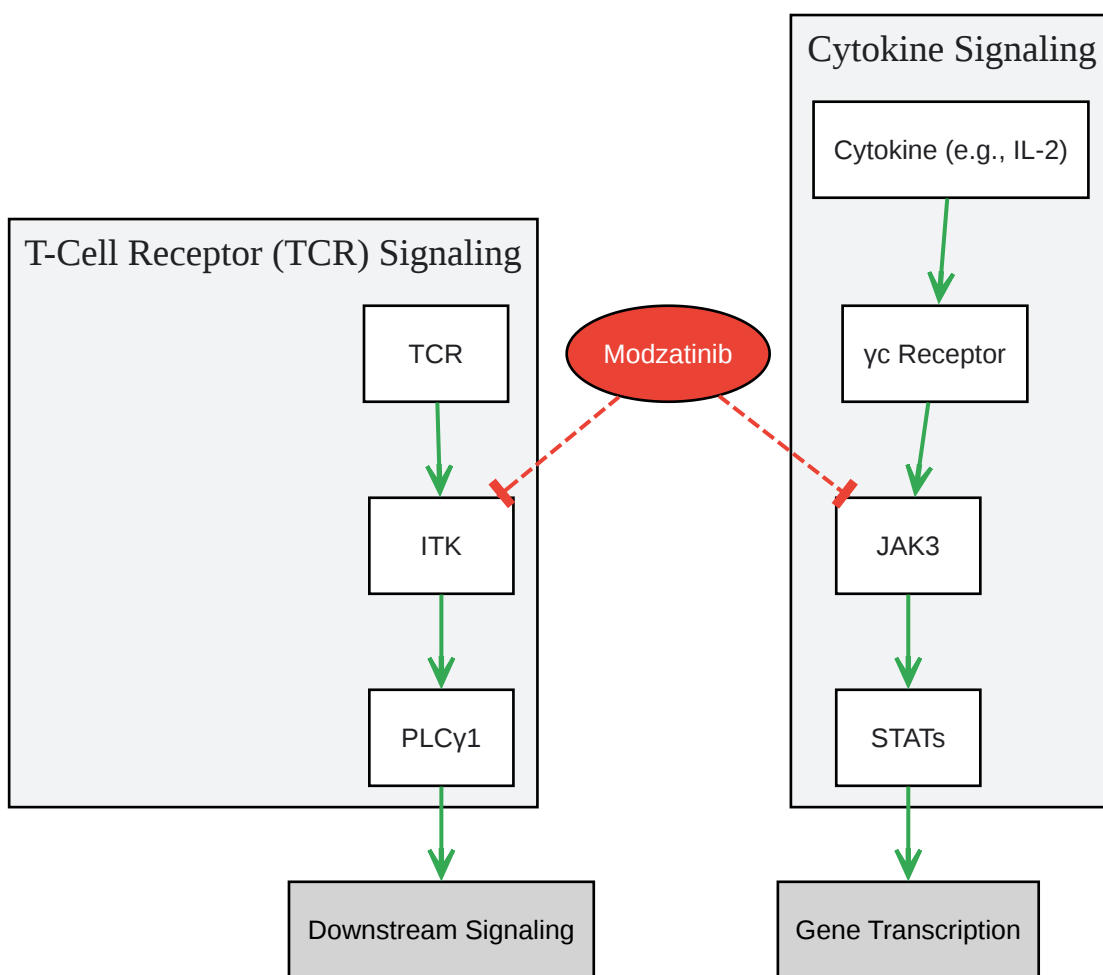 Cytokine Signaling
Cytokine (e.g., IL-2)
T-Cell Receptor (TCR) Signaling
TCR
Modzatinib
γc Receptor
ITK
JAK3
PLCγ1
STATs
Downstream Signaling
Gene Transcription